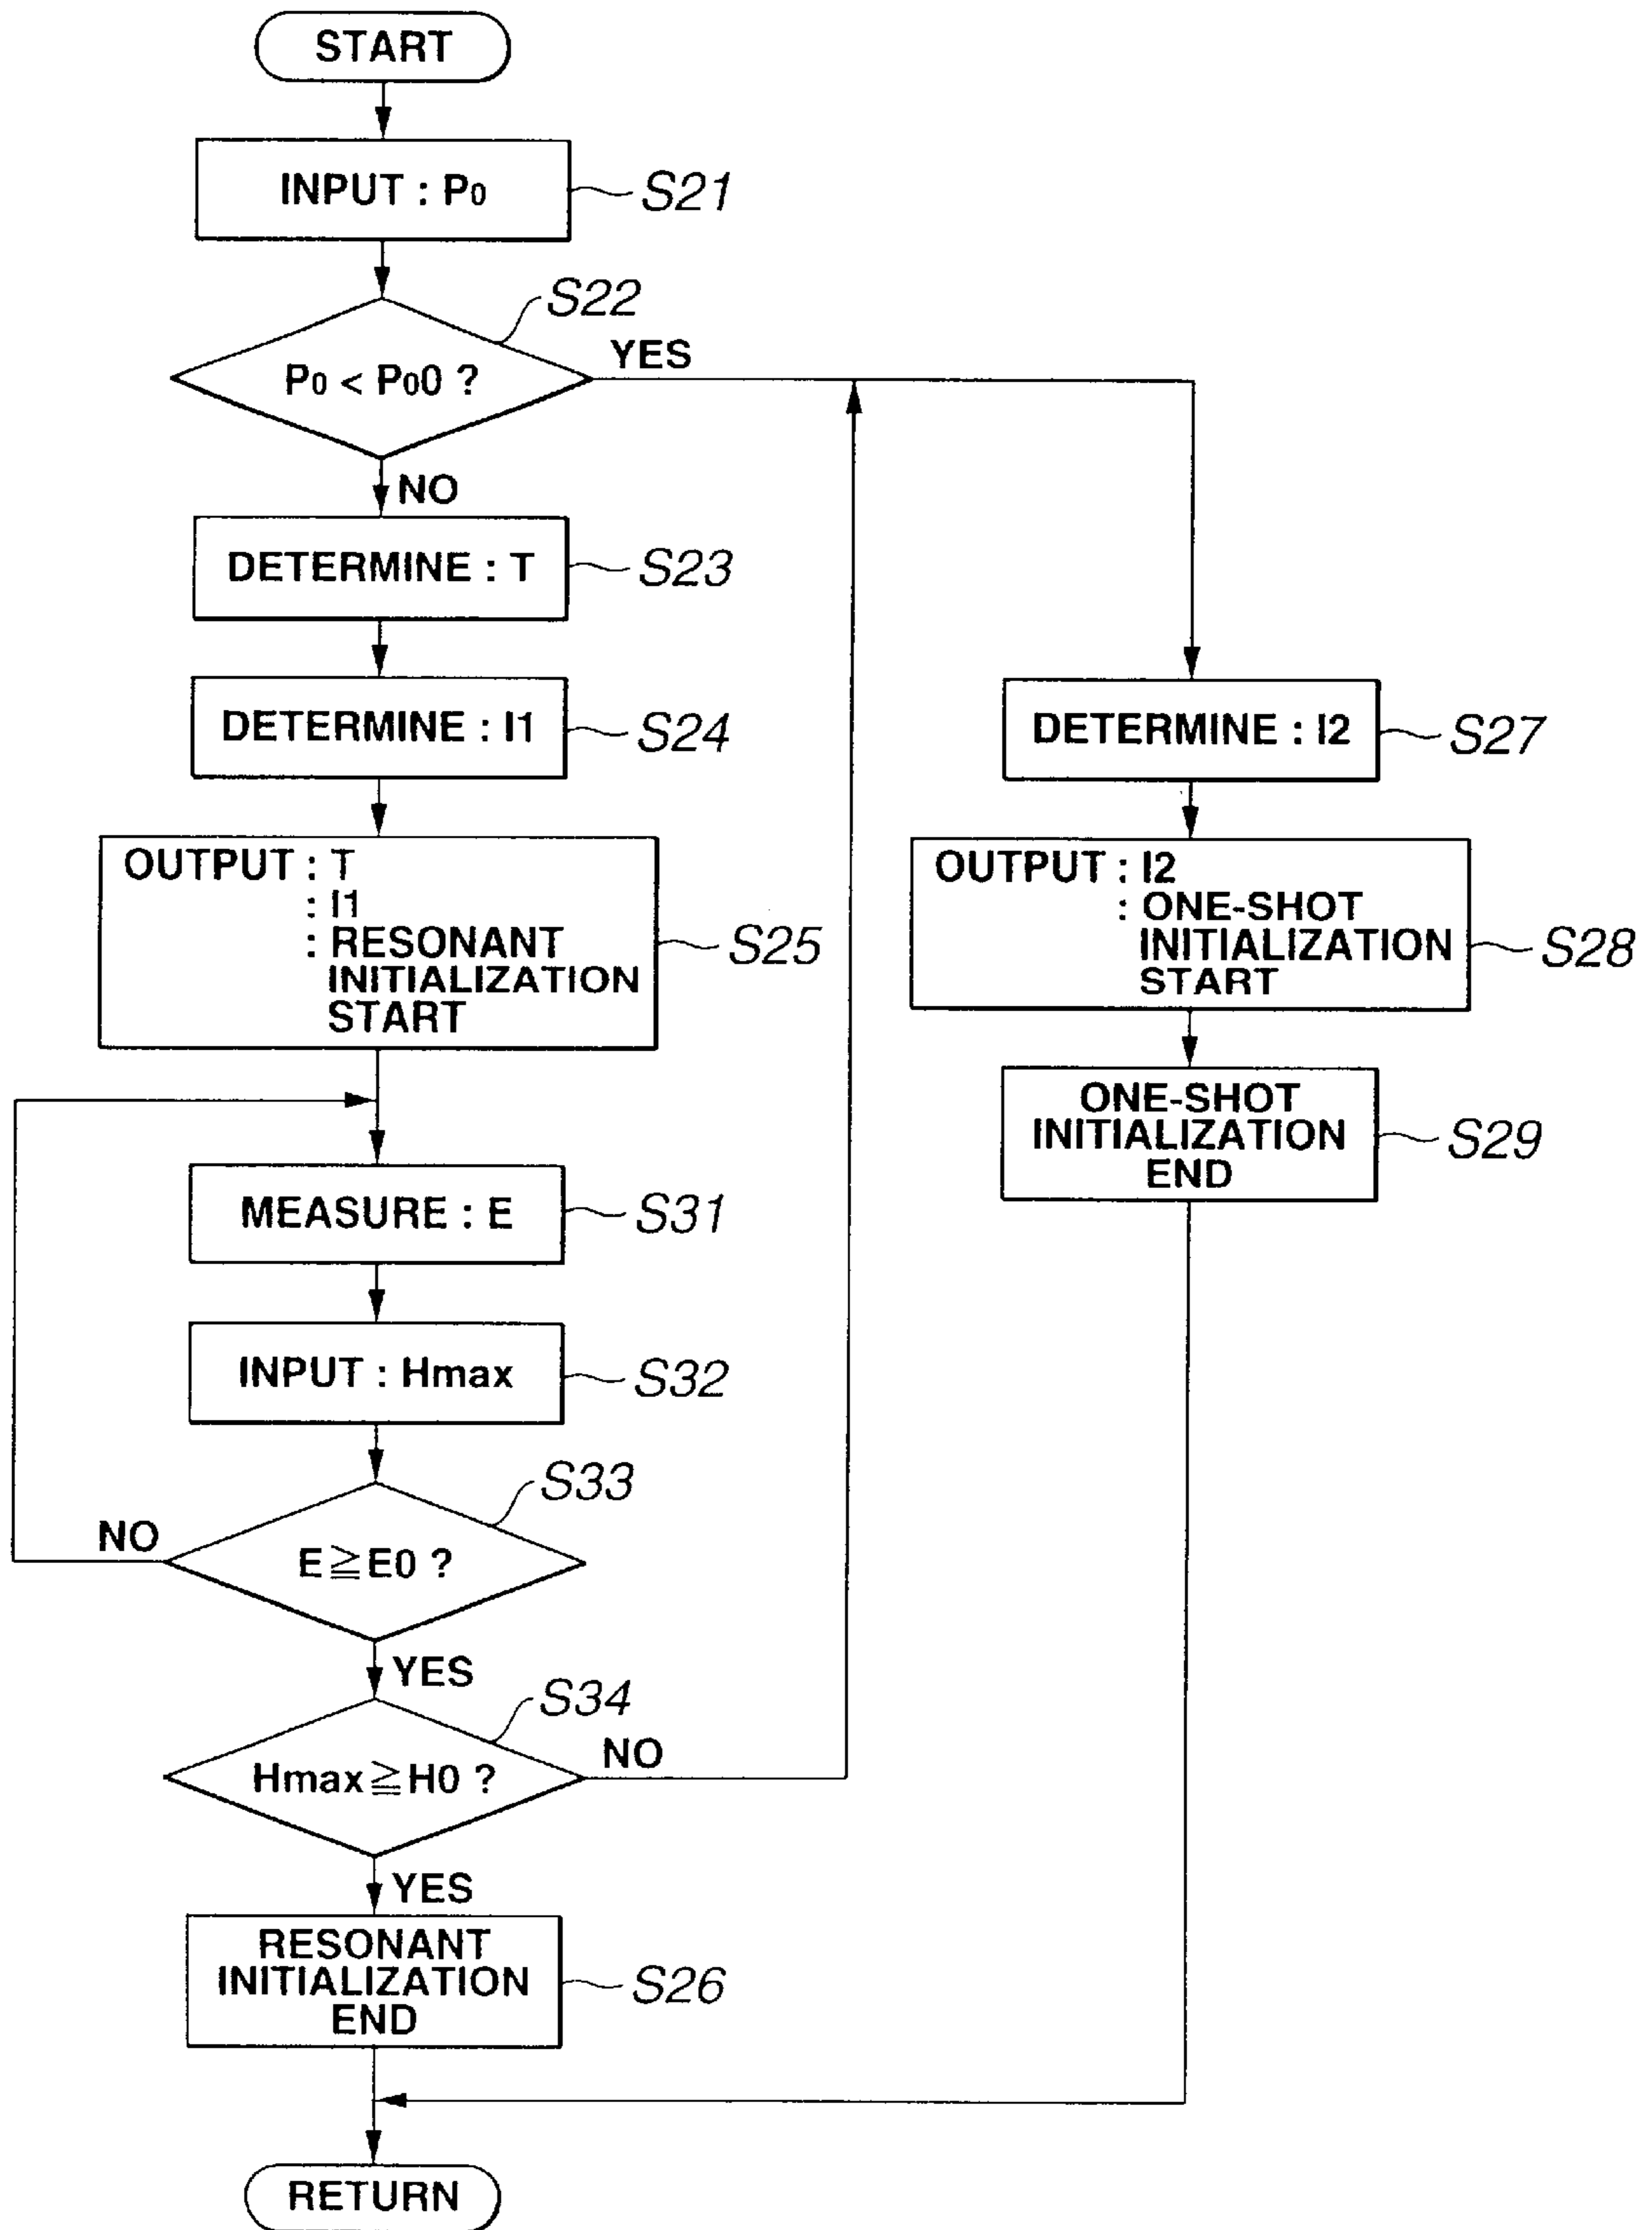 START
INPUT : P0
S21
S22
P0 < P00 ?
YES
NO
DETERMINE : T
S23
DETERMINE : I1
S24
OUTPUT : T
: I1
: RESONANT
INITIALIZATION
START
S25
MEASURE : E
S31
INPUT : Hmax
S32
S33
NO
E ≧ E0 ?
YES
S34
Hmax ≧ H0 ?
NO
YES
RESONANT
INITIALIZATION
END
S26
DETERMINE : I2
S27
OUTPUT : I2
: ONE-SHOT
INITIALIZATION
START
S28
ONE-SHOT
INITIALIZATION
END
S29
RETURN